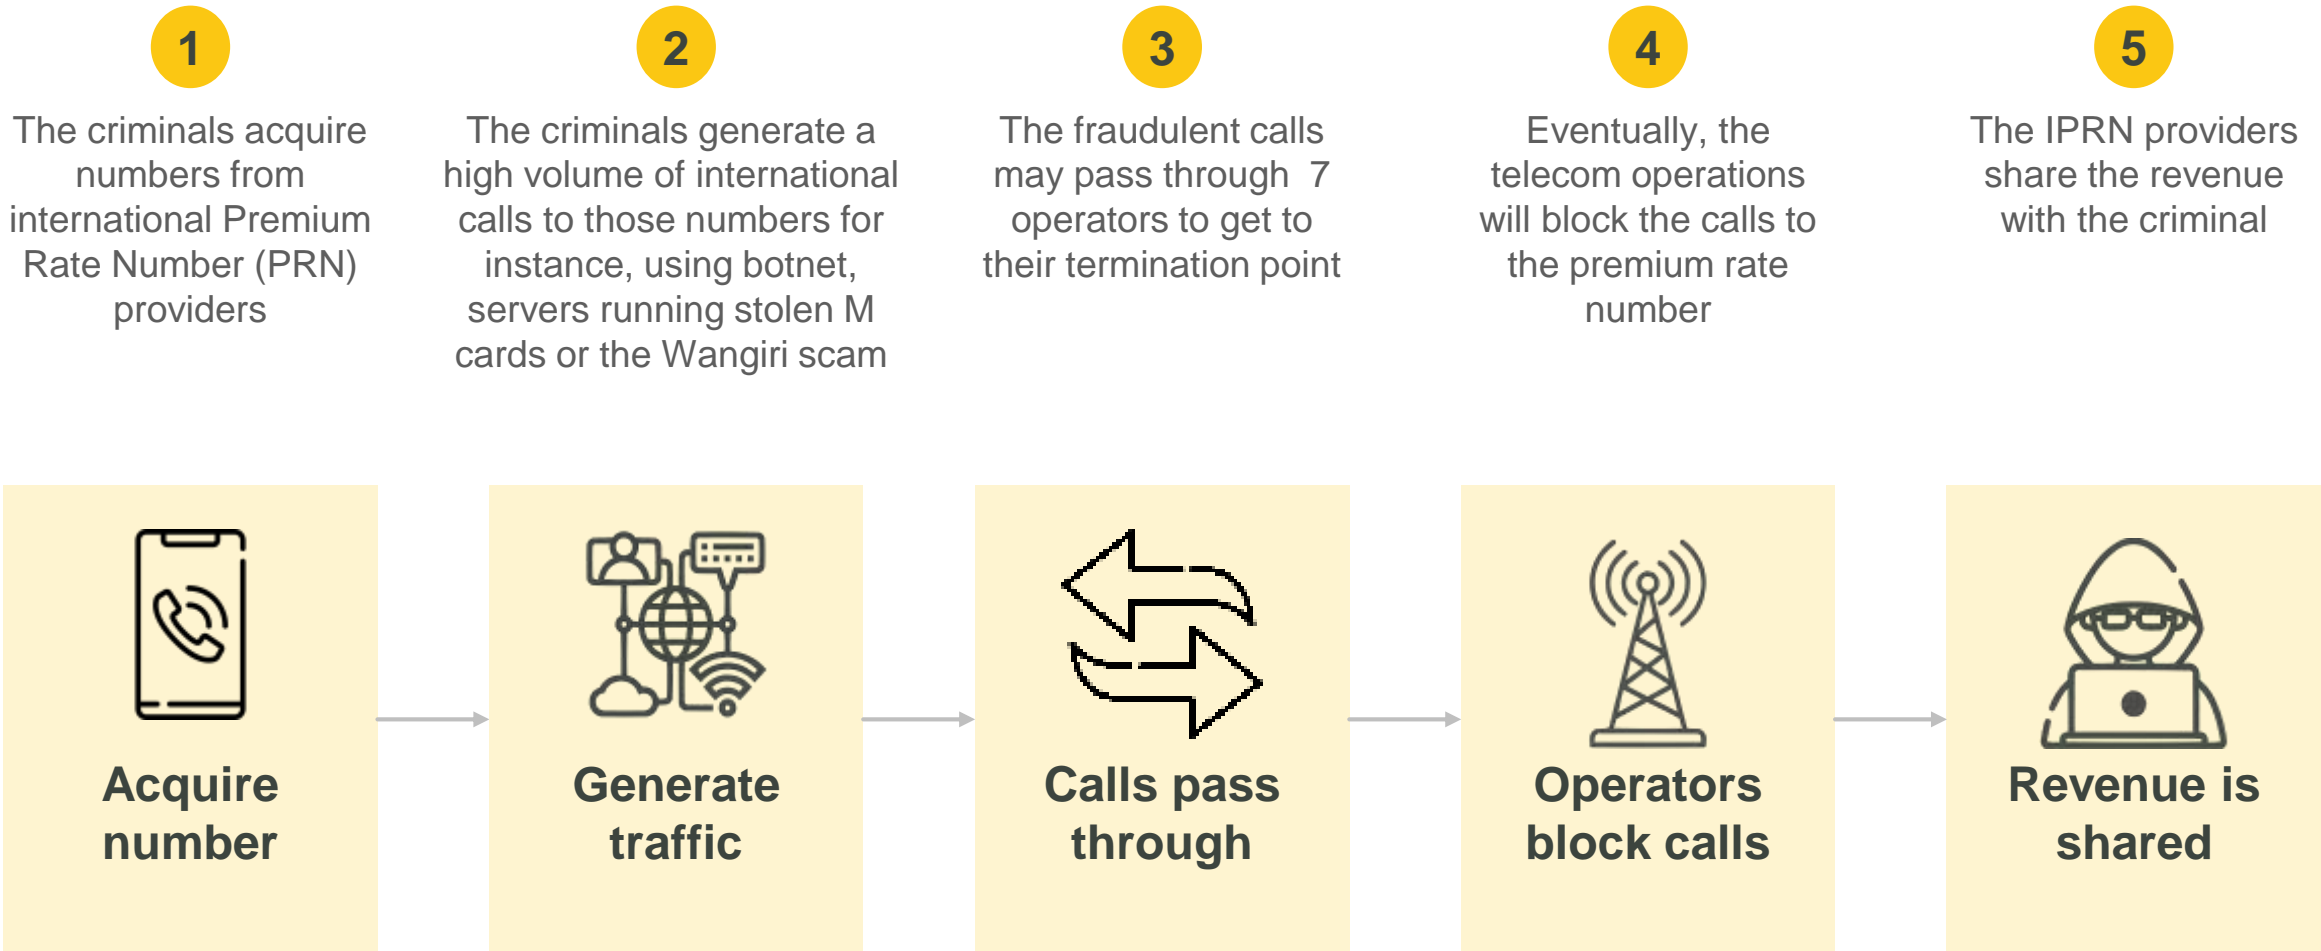 1
The criminals acquire
numbers from
international Premium
Rate Number (PRN)
providers
2
The criminals generate a
high volume of international
calls to those numbers for
instance, using botnet,
servers running stolen M
cards or the Wangiri scam
3
The fraudulent calls
may pass through  7
operators to get to
their termination point
4
Eventually, the
telecom operations
will block the calls to
the premium rate
number
5
The IPRN providers
share the revenue
with the criminal
Acquire
number
Generate
traffic
Calls pass
through
Operators
block calls
Revenue is
shared